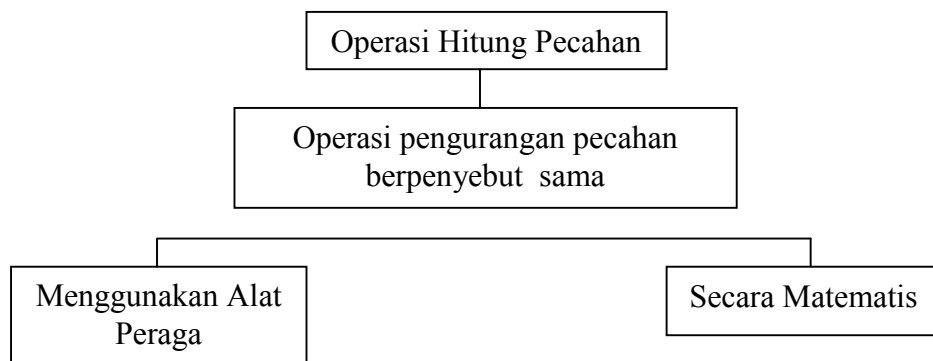 Operasi Hitung Pecahan
Operasi pengurangan pecahan
berpenyebut sama
Menggunakan Alat
Peraga
Secara Matematis